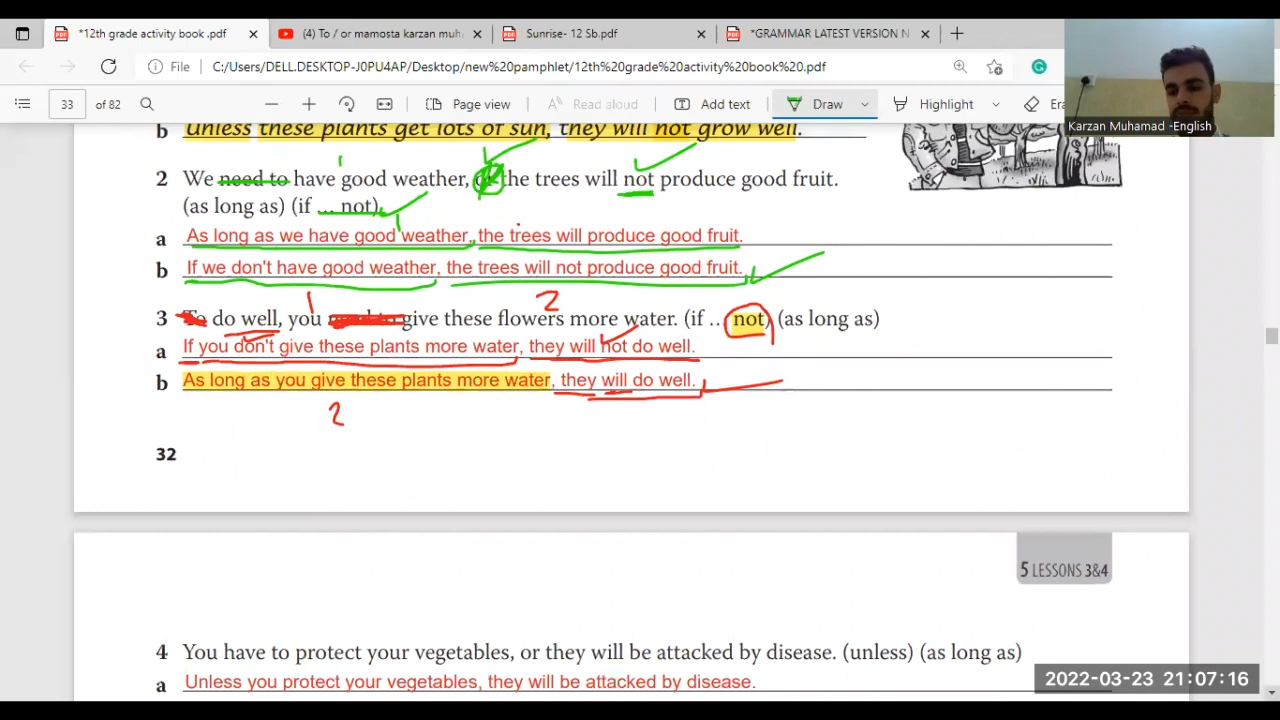 *12th grade activity book .pdf
(4) To / or mamosta karzan muh
Sunrise- 12 Sb.pdf
*GRAMMAR LATEST VERSION N
File C:/Users/DELL.DESKTOP-J0PU4AP/Desktop/new%20pamphlet/12th%20grade%20activity%20book%20.pdf
33 of 82
Page view
Read aloud
Add text
Draw
Highlight
Karzan Muhamad -English
b unless these plants get lots of sun, they will not grow well.
2 We need to have good weather, the trees will not produce good fruit.
(as long as) (if ... not)
a As long as we have good weather, the trees will produce good fruit.
b If we don't have good weather, the trees will not produce good fruit.
1 2
3 To do well, you give these flowers more water. (if .. not) (as long as)
a If you don't give these plants more water, they will not do well.
b As long as you give these plants more water, they will do well.
2
32
5 LESSONS 3&4
4 You have to protect your vegetables, or they will be attacked by disease. (unless) (as long as)
a Unless you protect your vegetables, they will be attacked by disease.
2022-03-23 21:07:16